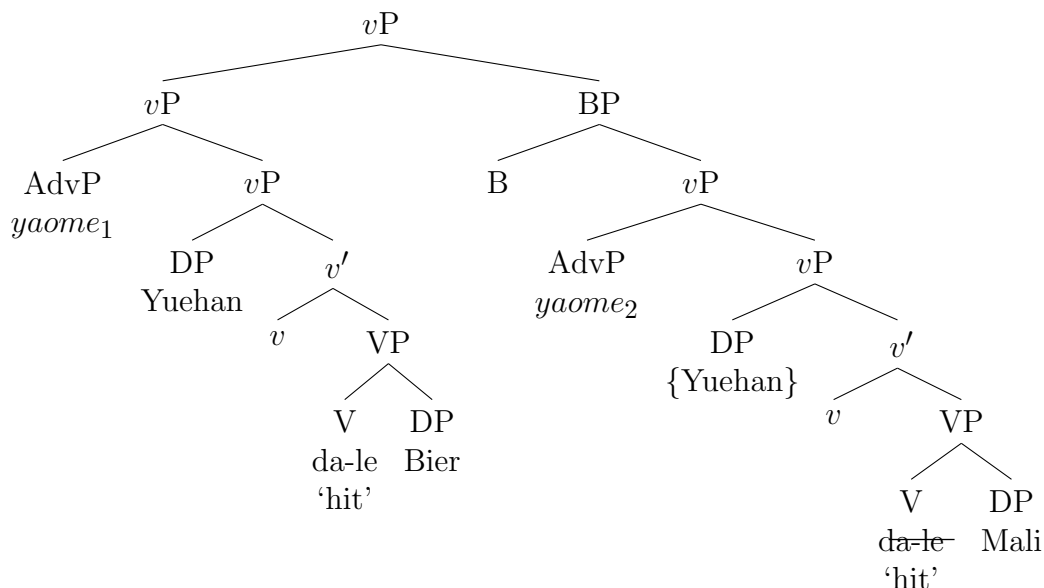 vP
vP BP
AdvP vP B vP
yaome₁
DP v′ AdvP vP
Yuehan yaome₂
v VP DP v′
{Yuehan}
V DP v VP
da-le Bier
‘hit’
V DP
da-le Mali
‘hit’